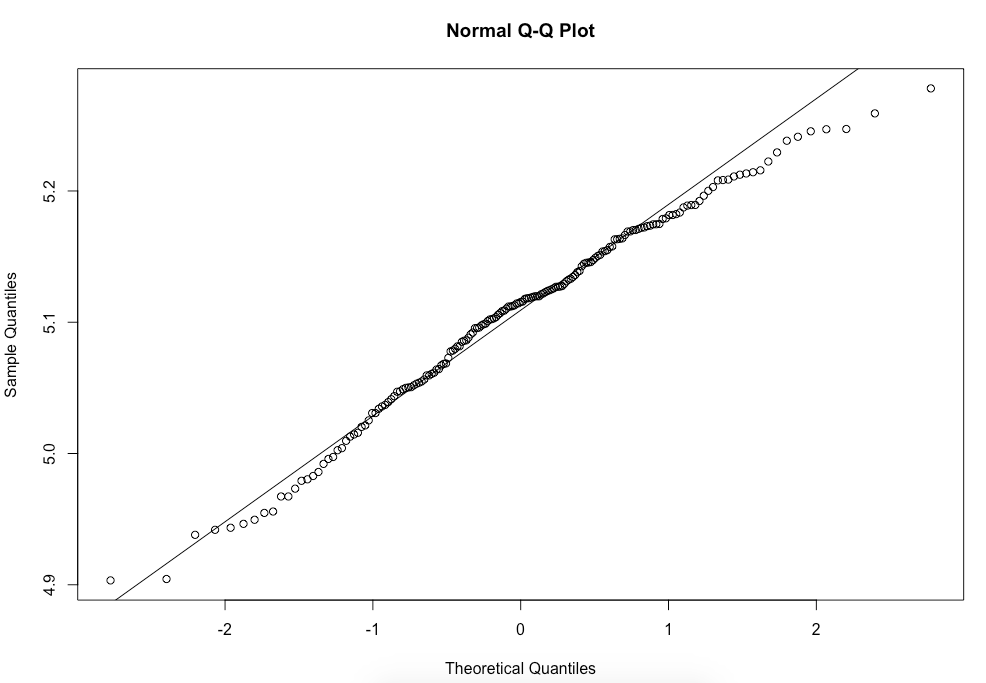 Normal Q-Q Plot
Sample Quantiles
5.2
5.1
5.0
4.9
-2 -1 0 1 2
Theoretical Quantiles